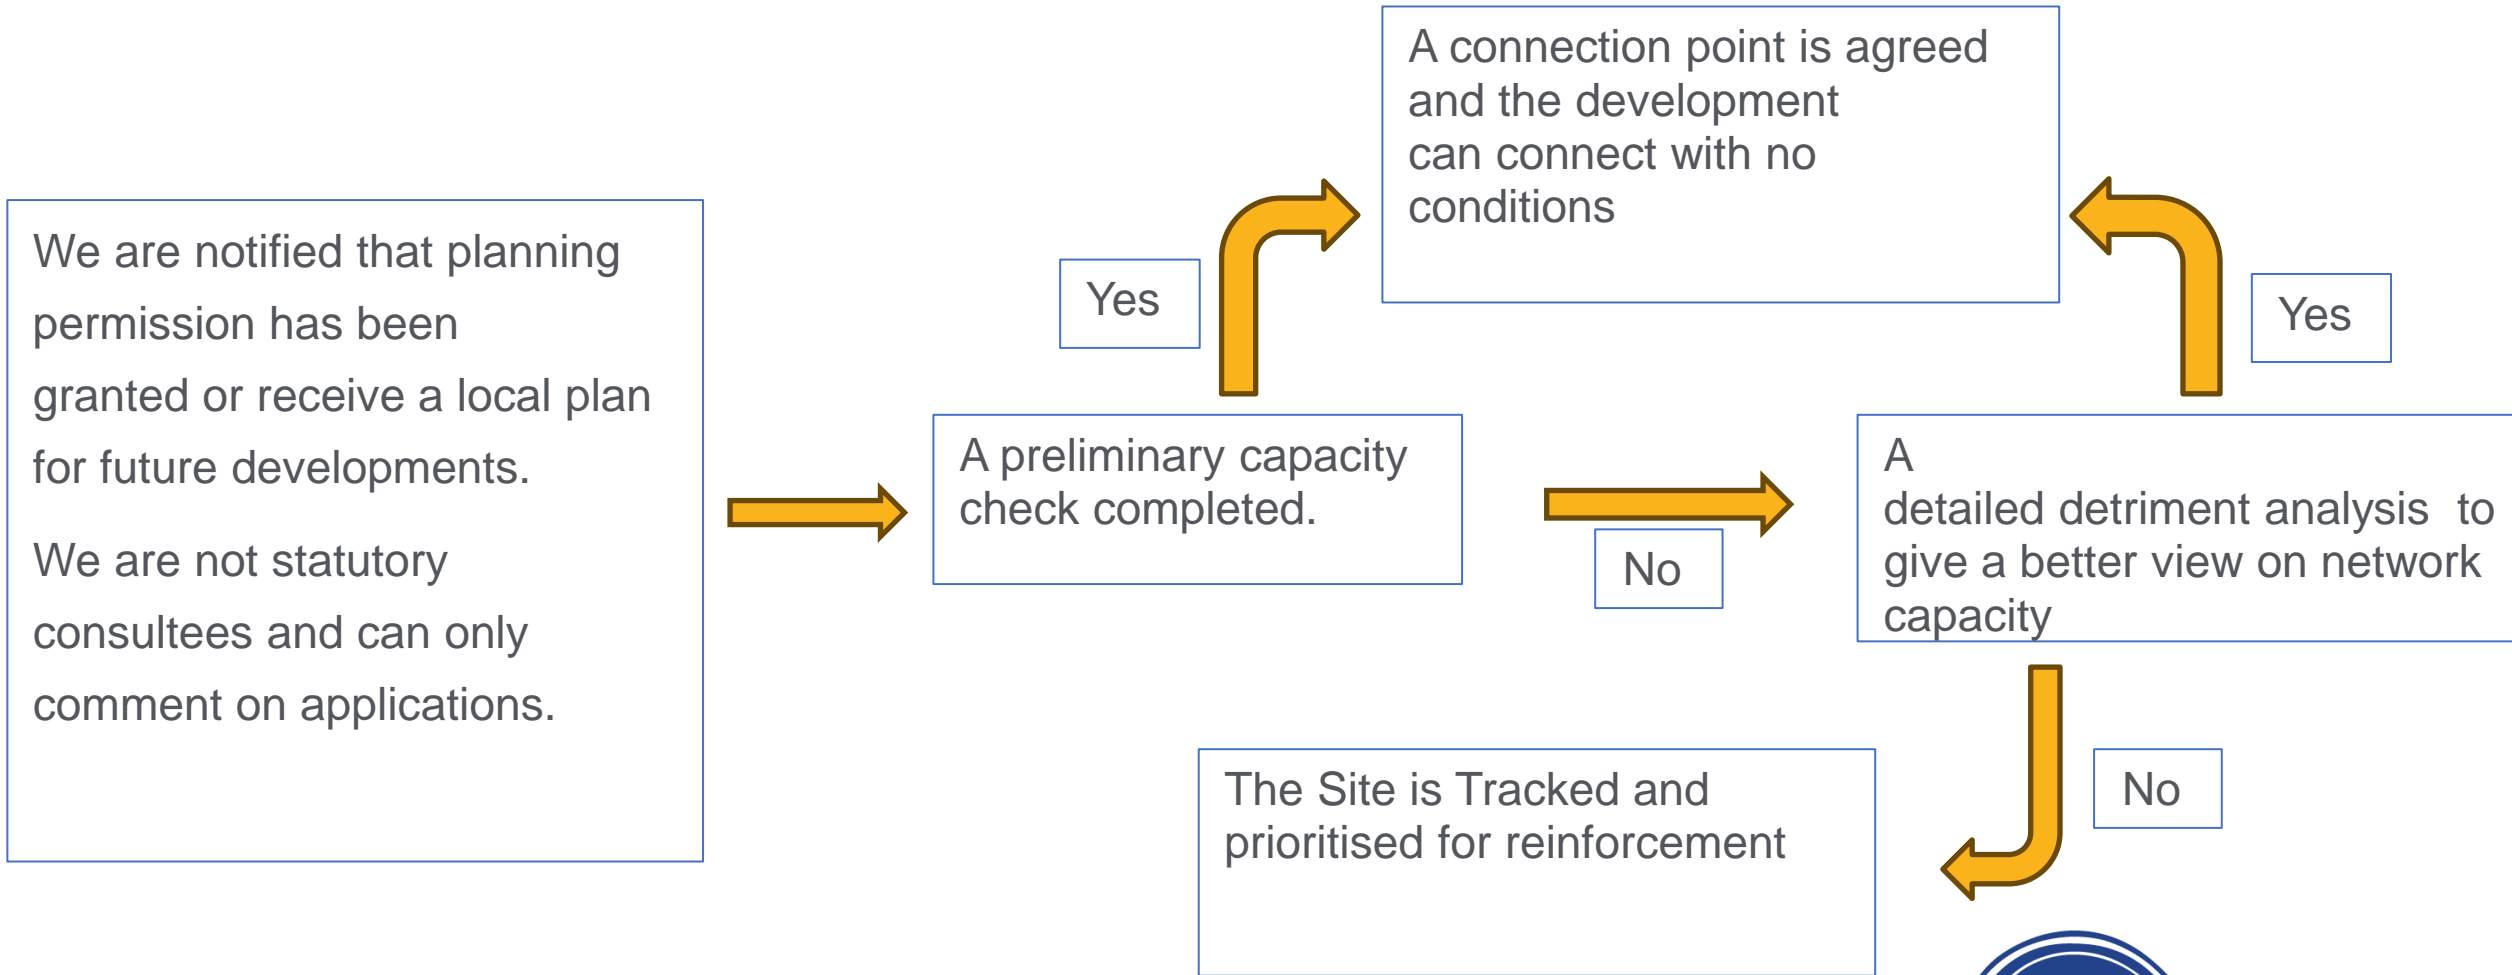 We are notified that planning
permission has been
granted or receive a local plan
for future developments.
We are not statutory
consultees and can only
comment on applications.
A preliminary capacity
check completed.
Yes
A connection point is agreed
and the development
can connect with no
conditions
No
A
detailed detriment analysis  to
give a better view on network
capacity
Yes
No
The Site is Tracked and
prioritised for reinforcement